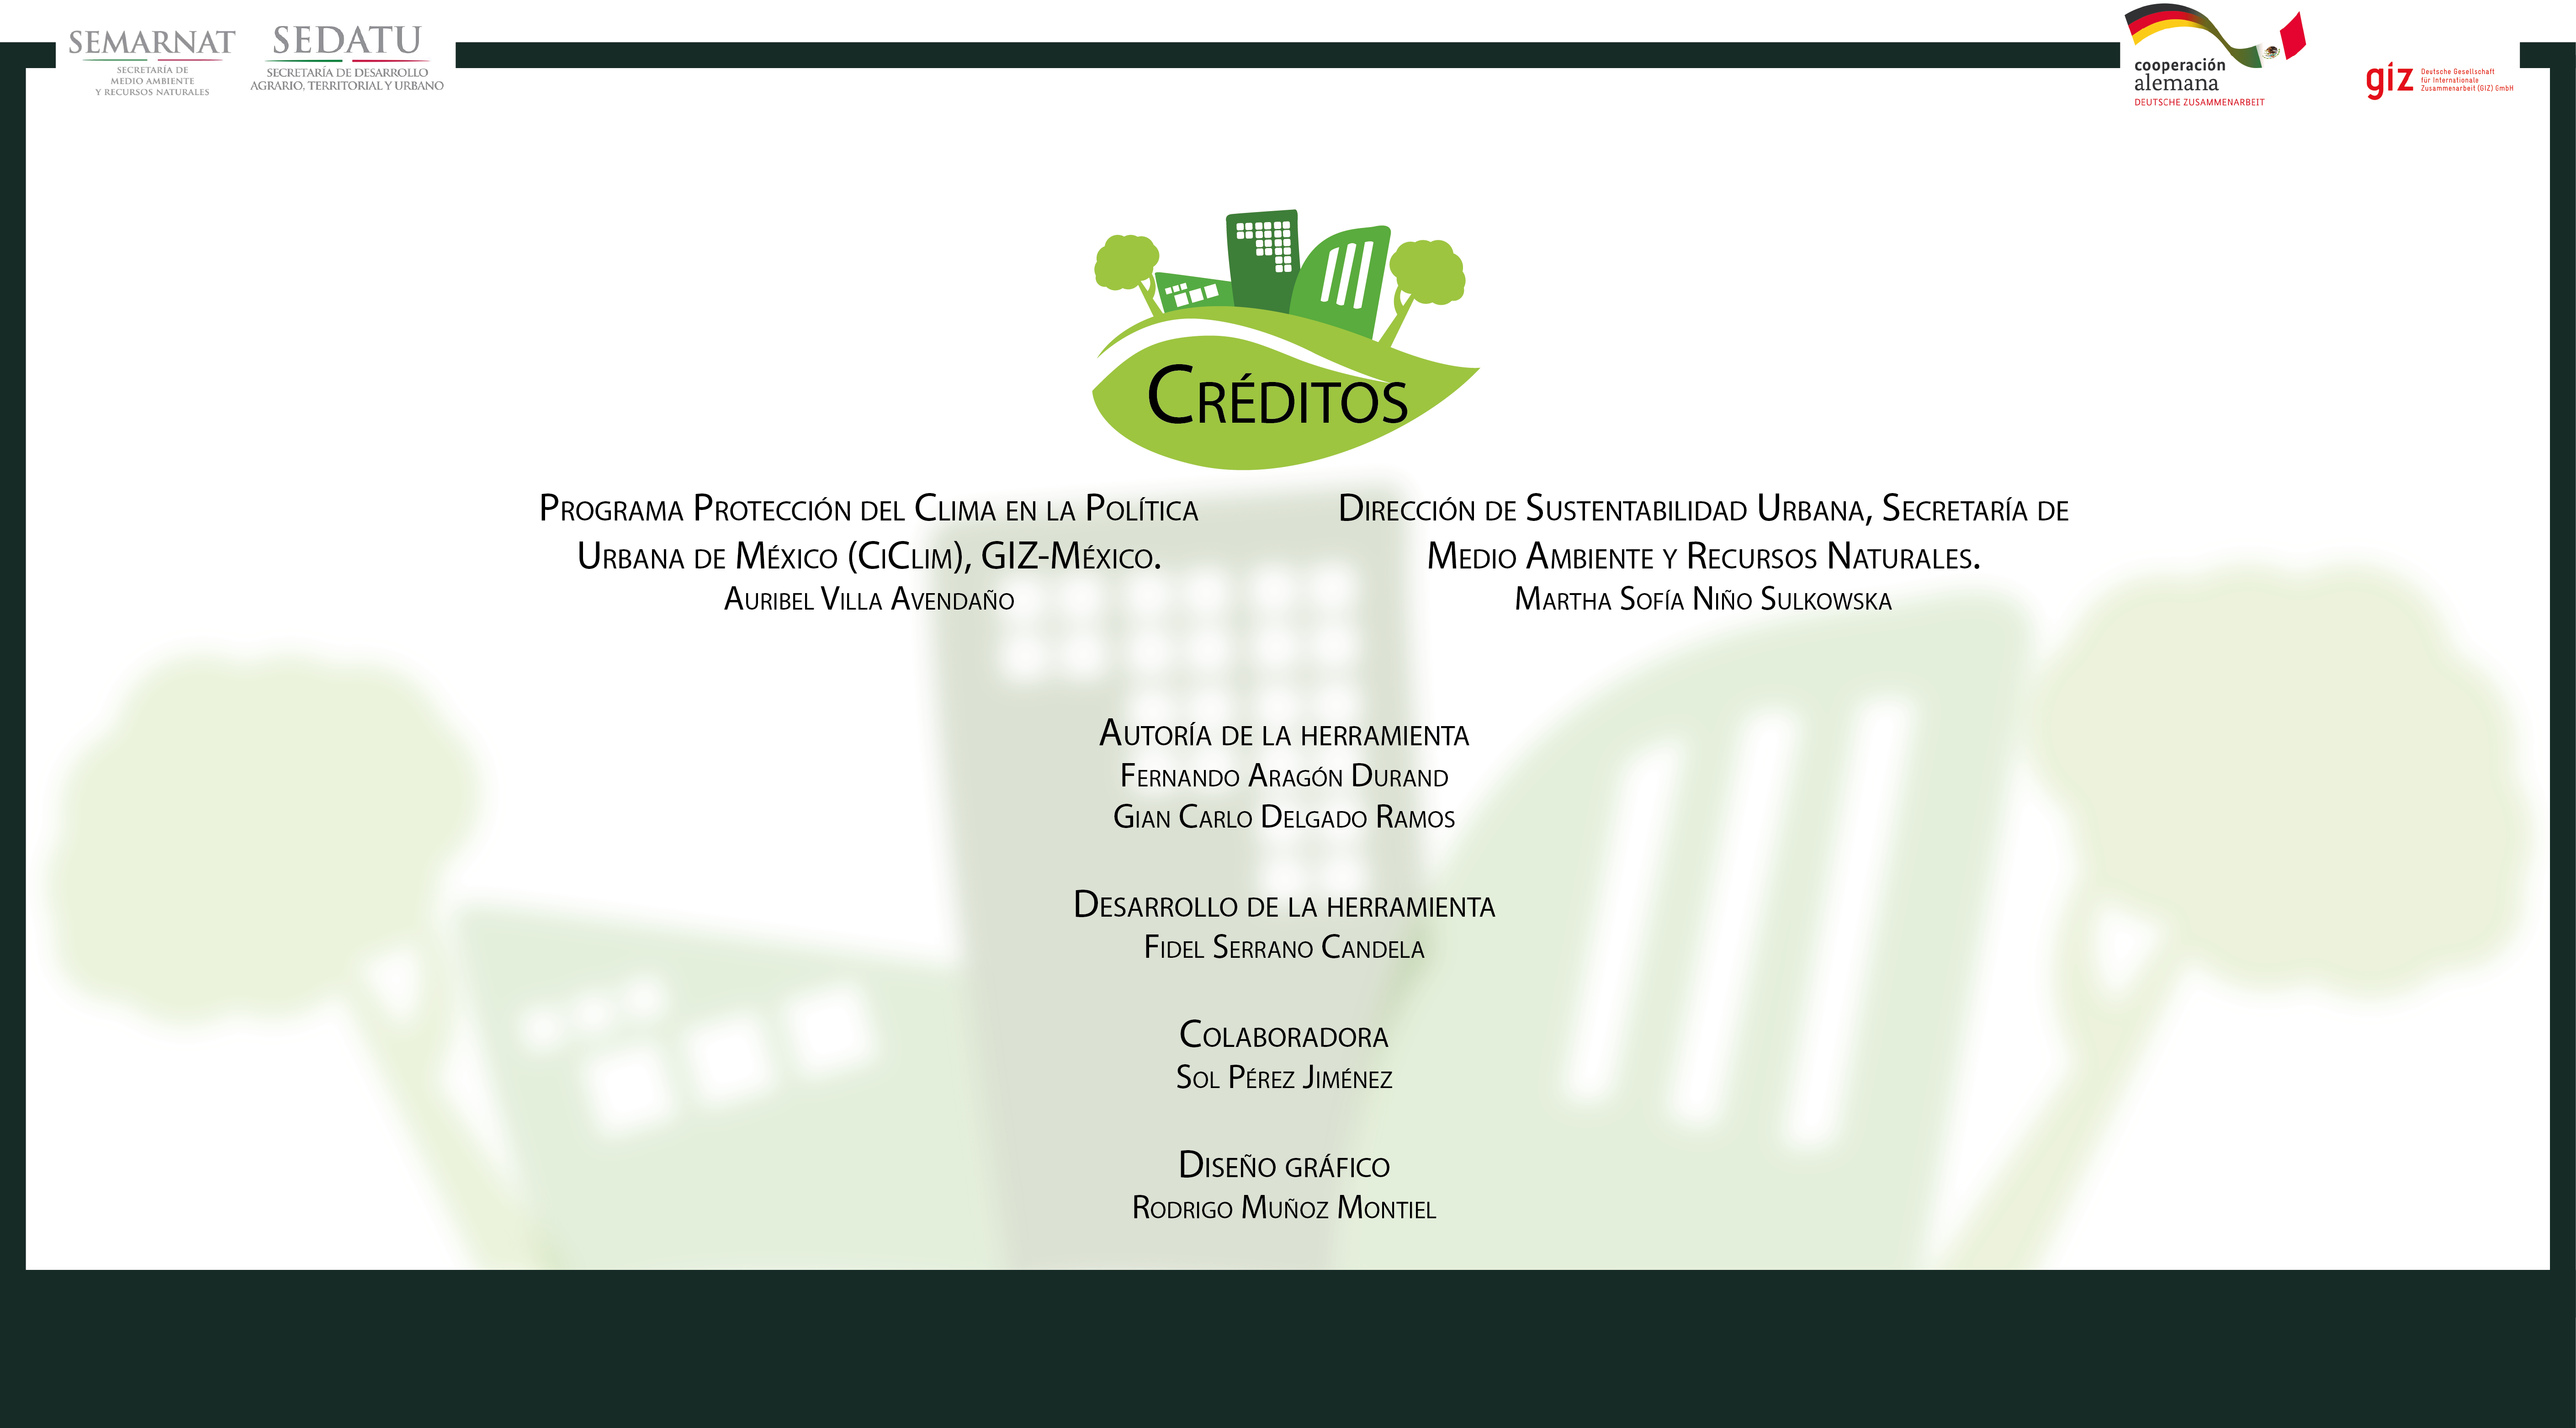 SEMARNAT
SECRETARÍA DE
MEDIO AMBIENTE
Y RECURSOS NATURALES
SEDATU
SECRETARÍA DE DESARROLLO
AGRARIO, TERRITORIAL Y URBANO
cooperación
alemana
DEUTSCHE ZUSAMMENARBEIT
giz
Deutsche Gesellschaft
für Internationale
Zusammenarbeit (GIZ) GmbH
Créditos
Programa Protección del Clima en la Política
Urbana de México (CiClim), GIZ-México.
Auribel Villa Avendaño
Dirección de Sustentabilidad Urbana, Secretaría de
Medio Ambiente y Recursos Naturales.
Martha Sofía Niño Sulkowska
Autoría de la herramienta
Fernando Aragón Durand
Gian Carlo Delgado Ramos
Desarrollo de la herramienta
Fidel Serrano Candela
Colaboradora
Sol Pérez Jiménez
Diseño gráfico
Rodrigo Muñoz Montiel